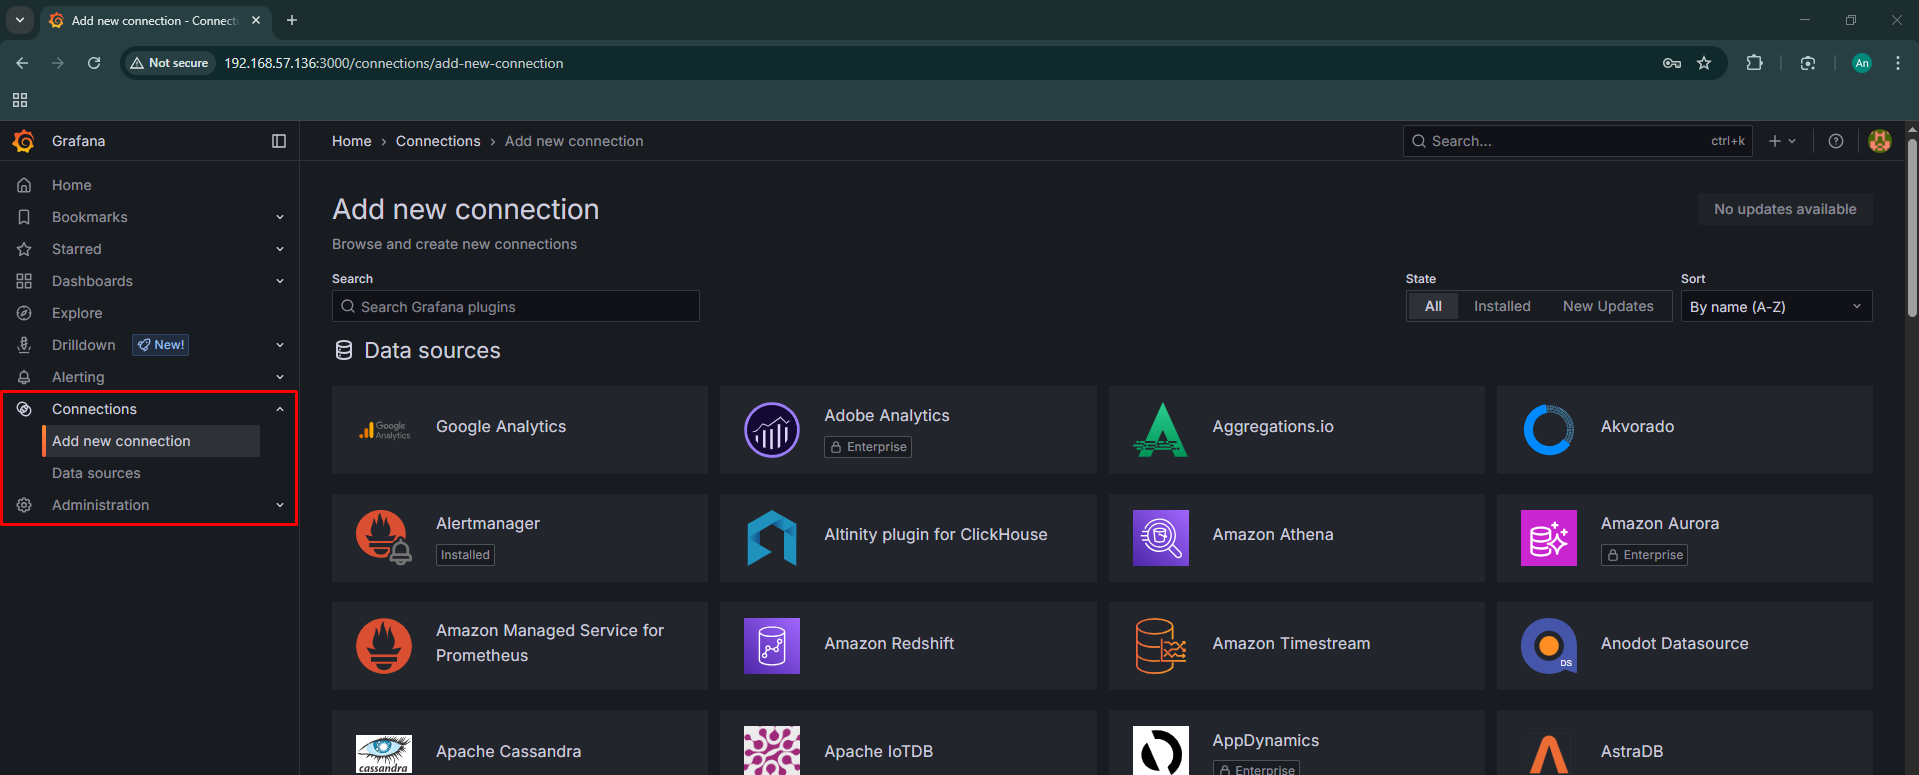 Add new connection - Connecti
Not secure
192.168.57.136:3000/connections/add-new-connection
An
Grafana
Home › Connections › Add new connection
Search...
ctrl+k
Home
Bookmarks
Starred
Dashboards
Explore
Drilldown
New!
Alerting
Connections
Add new connection
Data sources
Administration
Add new connection
No updates available
Browse and create new connections
Search
Search Grafana plugins
State
All
Installed
New Updates
Sort
By name (A-Z)
Data sources
Google Analytics
Google Analytics
Adobe Analytics
Enterprise
Aggregations.io
Akvorado
Alertmanager
Installed
Altinity plugin for ClickHouse
Amazon Athena
Amazon Aurora
Enterprise
Amazon Managed Service for
Prometheus
Amazon Redshift
Amazon Timestream
DS
Anodot Datasource
cassandra
Apache Cassandra
Apache IoTDB
AppDynamics
Enterprise
AstraDB